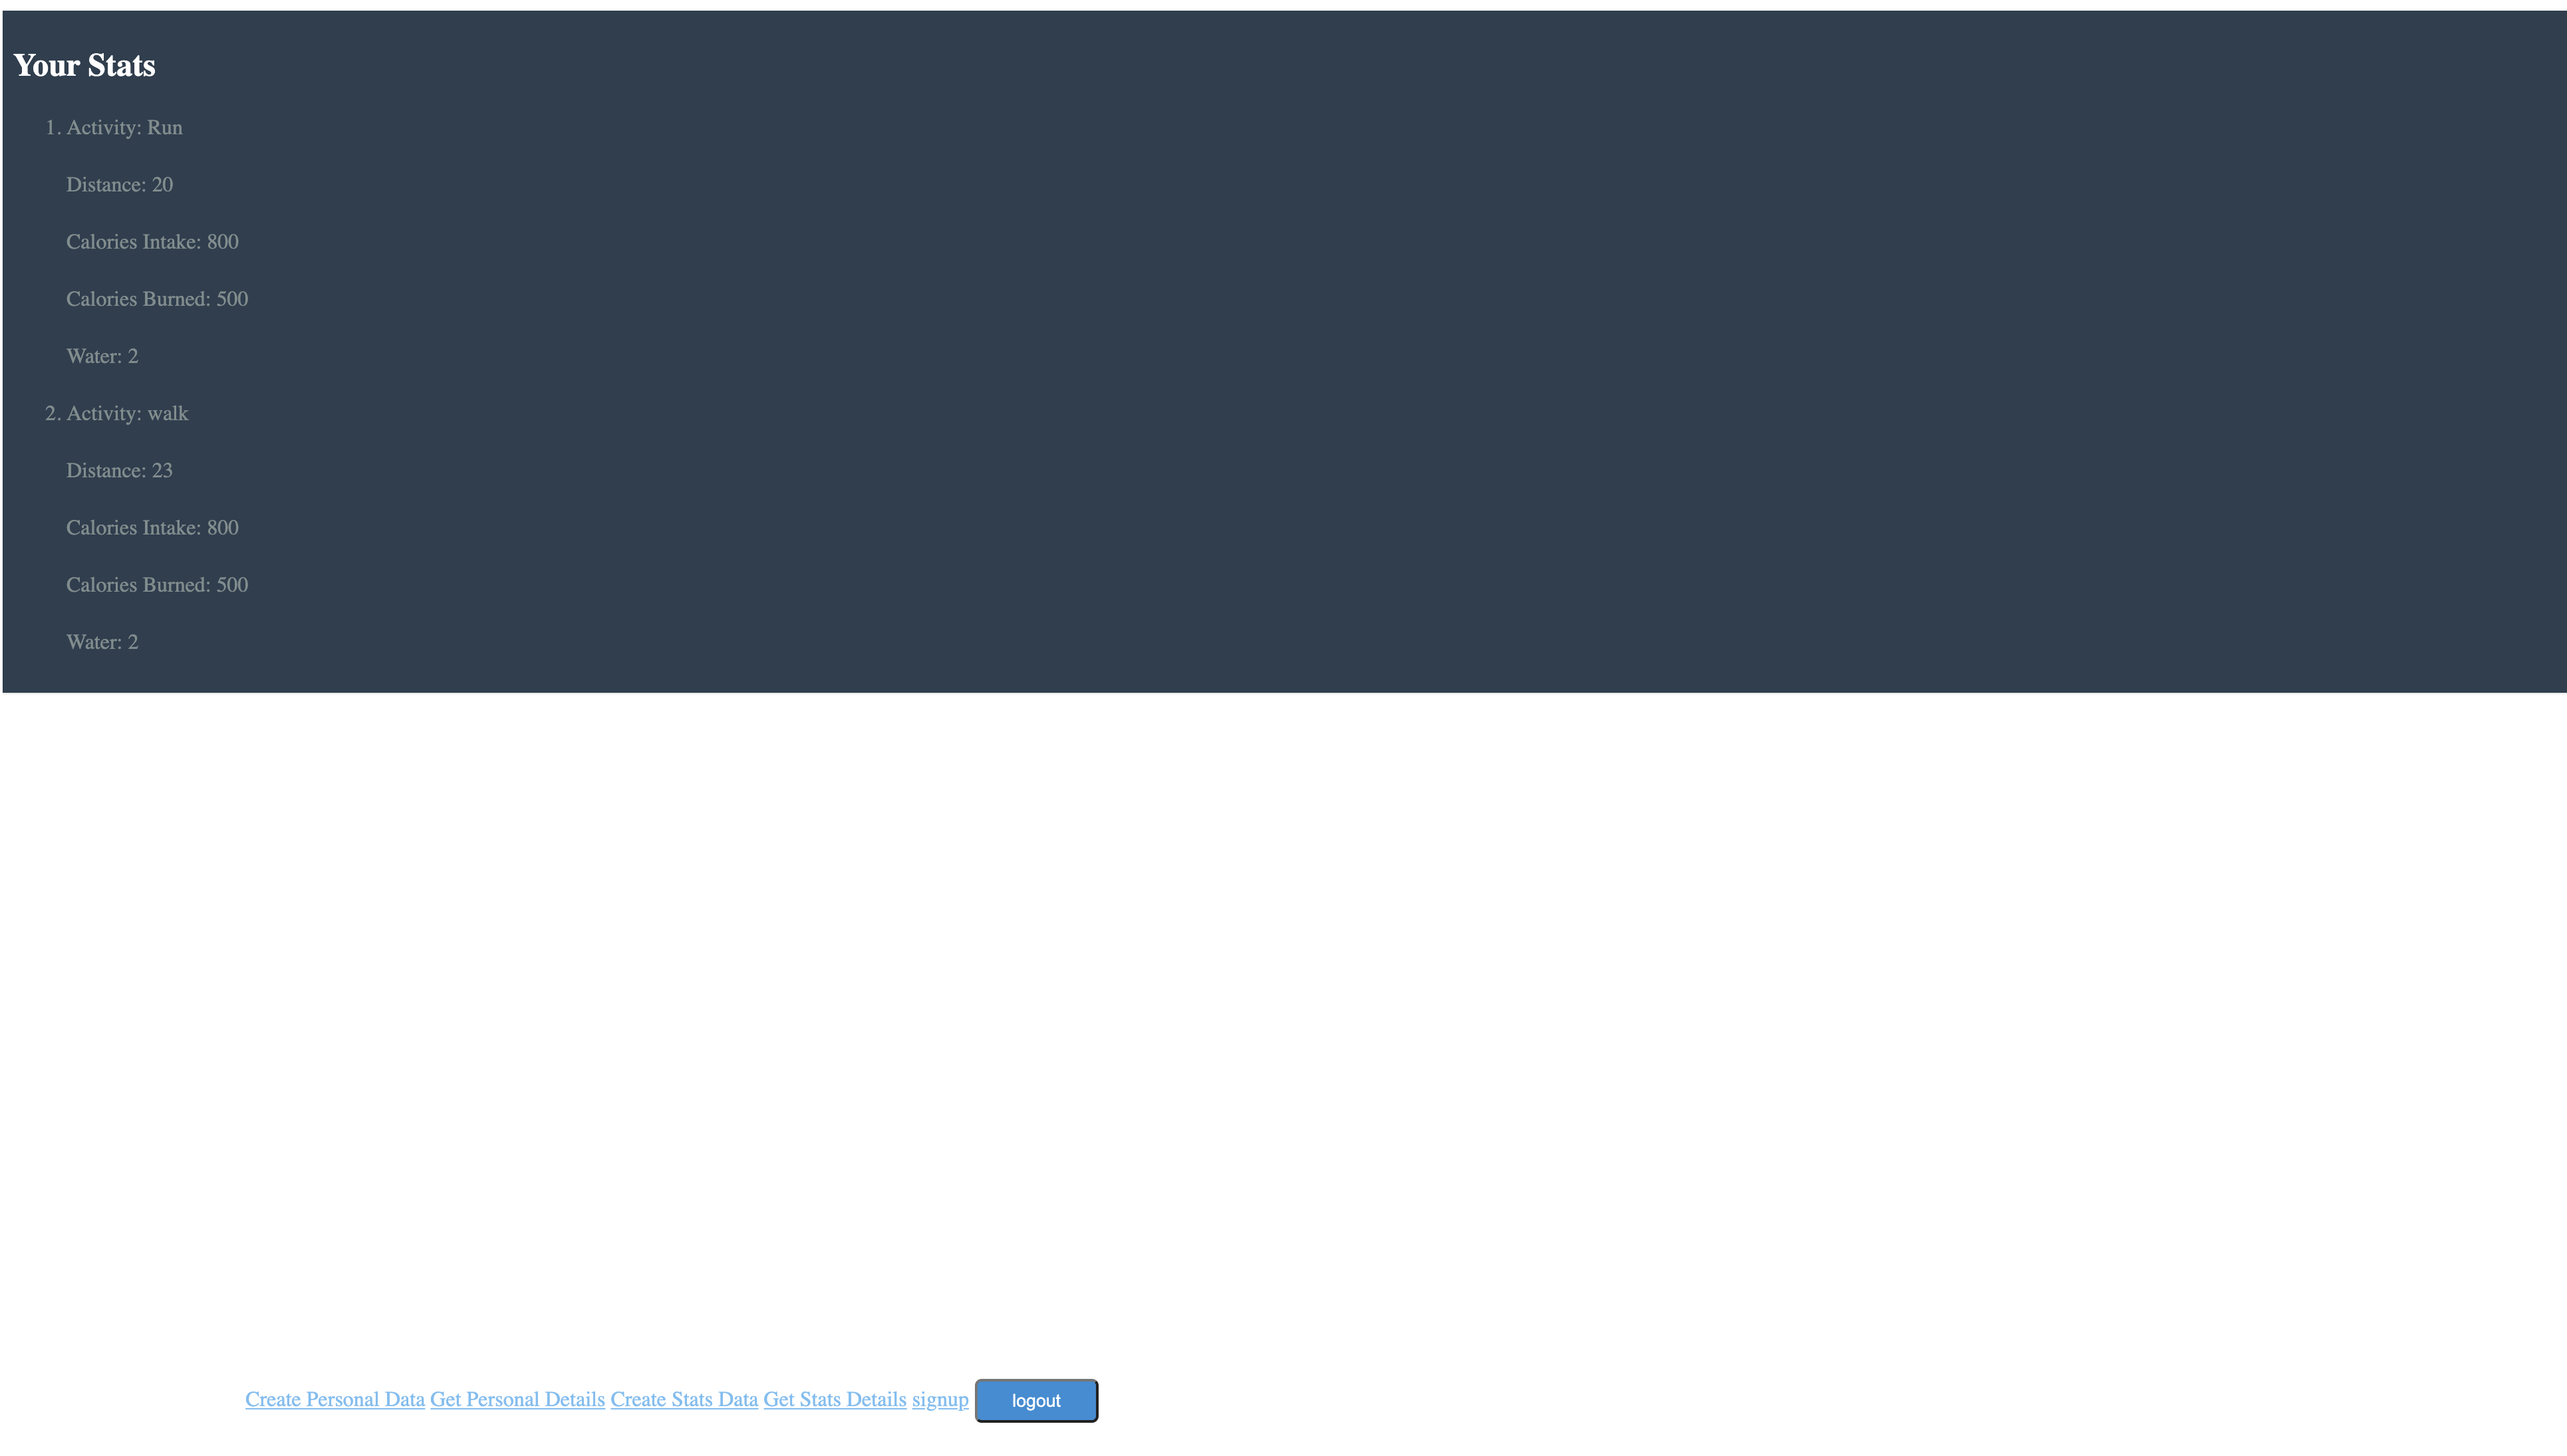 Your Stats
1. Activity: Run
Distance: 20
Calories Intake: 800
Calories Burned: 500
Water: 2
2. Activity: walk
Distance: 23
Calories Intake: 800
Calories Burned: 500
Water: 2
Create Personal Data Get Personal Details Create Stats Data Get Stats Details signup logout